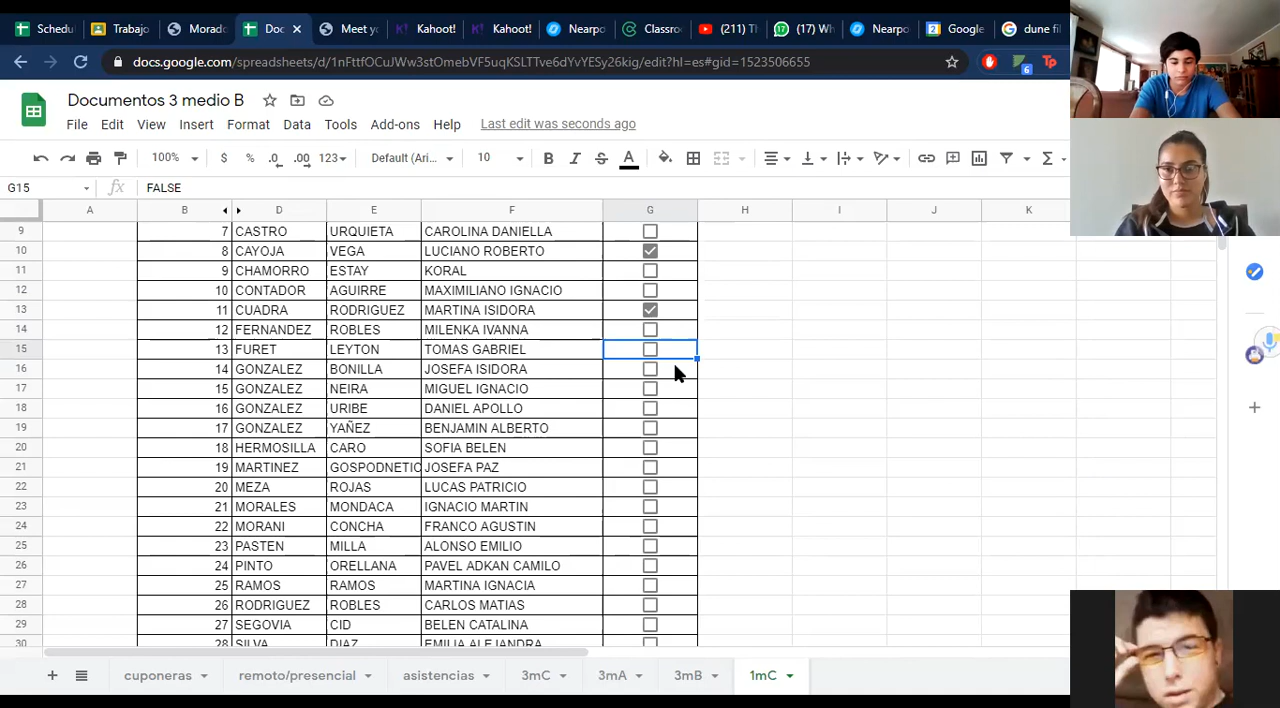 Schedu Trabajo Morado Doc Meet y Kahoot! Kahoot! Nearpo Classro (211) T (17) Wh Nearpo Google dune fil
docs.google.com/spreadsheets/d/1nFttfOCuJWw3stOmebVF5uqKSLTTve6dYvYESy26kig/edit?hl=es#gid=1523506655
Documentos 3 medio B
File Edit View Insert Format Data Tools Add-ons Help Last edit was seconds ago
100% $ % .0 .00 123 Default (Ari... 10 B I S A
G15 fx FALSE
A B D E F G H I J K
9 7 CASTRO URQUIETA CAROLINA DANIELLA
10 8 CAYOJA VEGA LUCIANO ROBERTO
11 9 CHAMORRO ESTAY KORAL
12 10 CONTADOR AGUIRRE MAXIMILIANO IGNACIO
13 11 CUADRA RODRIGUEZ MARTINA ISIDORA
14 12 FERNANDEZ ROBLES MILENKA IVANNA
15 13 FURET LEYTON TOMAS GABRIEL
16 14 GONZALEZ BONILLA JOSEFA ISIDORA
17 15 GONZALEZ NEIRA MIGUEL IGNACIO
18 16 GONZALEZ URIBE DANIEL APOLLO
19 17 GONZALEZ YAÑEZ BENJAMIN ALBERTO
20 18 HERMOSILLA CARO SOFIA BELEN
21 19 MARTINEZ GOSPODNETIC JOSEFA PAZ
22 20 MEZA ROJAS LUCAS PATRICIO
23 21 MORALES MONDACA IGNACIO MARTIN
24 22 MORANI CONCHA FRANCO AGUSTIN
25 23 PASTEN MILLA ALONSO EMILIO
26 24 PINTO ORELLANA PAVEL ADKAN CAMILO
27 25 RAMOS RAMOS MARTINA IGNACIA
28 26 RODRIGUEZ ROBLES CARLOS MATIAS
29 27 SEGOVIA CID BELEN CATALINA
30 28 SILVA DIAZ EMILIA ALEJANDRA
cuponeras remoto/presencial asistencias 3mC 3mA 3mB 1mC